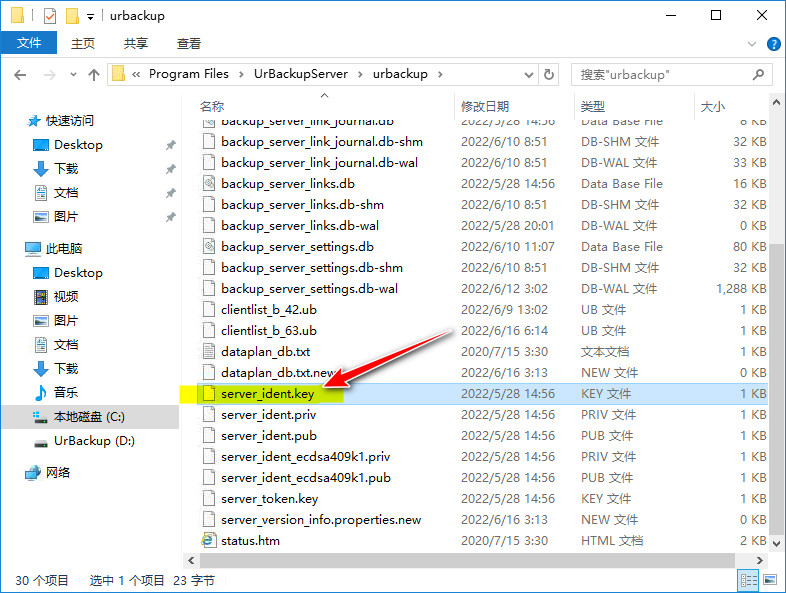 urbackup
文件 主页 共享 查看
« Program Files › UrBackupServer › urbackup › 搜索"urbackup"
名称 修改日期 类型 大小
快速访问
Desktop
下载
文档
图片
此电脑
Desktop
视频
图片
文档
下载
音乐
本地磁盘 (C:)
UrBackup (D:)
网络
backup_server_link_journal.db 2022/5/28 14:56 Data Base File 8 KB
backup_server_link_journal.db-shm 2022/6/10 8:51 DB-SHM 文件 32 KB
backup_server_link_journal.db-wal 2022/6/10 8:51 DB-WAL 文件 33 KB
backup_server_links.db 2022/5/28 14:56 Data Base File 16 KB
backup_server_links.db-shm 2022/6/10 8:51 DB-SHM 文件 32 KB
backup_server_links.db-wal 2022/5/28 20:01 DB-WAL 文件 0 KB
backup_server_settings.db 2022/6/10 11:07 Data Base File 80 KB
backup_server_settings.db-shm 2022/6/10 8:51 DB-SHM 文件 32 KB
backup_server_settings.db-wal 2022/6/12 3:02 DB-WAL 文件 1,288 KB
clientlist_b_42.ub 2022/6/9 13:02 UB 文件 1 KB
clientlist_b_63.ub 2022/6/16 6:14 UB 文件 1 KB
dataplan_db.txt 2020/7/15 3:30 文本文档 1 KB
dataplan_db.txt.new 2022/6/16 3:13 NEW 文件 1 KB
server_ident.key 2022/5/28 14:56 KEY 文件 1 KB
server_ident.priv 2022/5/28 14:56 PRIV 文件 1 KB
server_ident.pub 2022/5/28 14:56 PUB 文件 1 KB
server_ident_ecdsa409k1.priv 2022/5/28 14:56 PRIV 文件 1 KB
server_ident_ecdsa409k1.pub 2022/5/28 14:56 PUB 文件 1 KB
server_token.key 2022/5/28 14:56 KEY 文件 1 KB
server_version_info.properties.new 2022/6/16 3:13 NEW 文件 0 KB
status.htm 2020/7/15 3:30 HTML 文档 2 KB
30 个项目 选中 1 个项目 23 字节